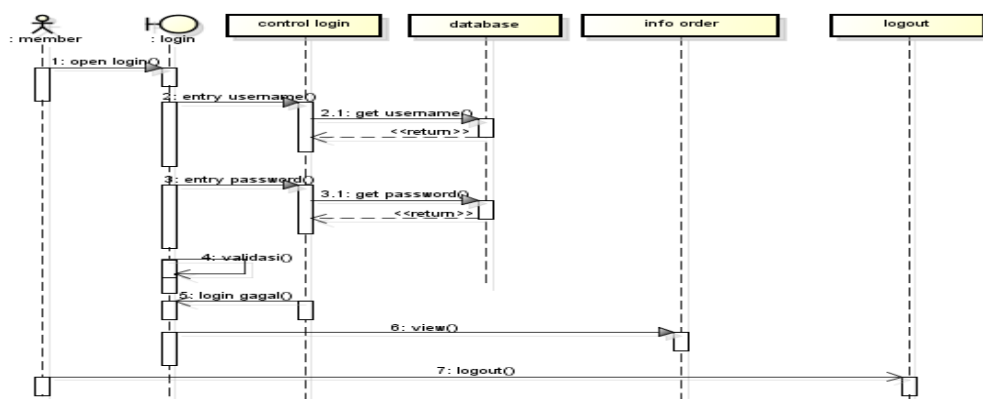 : member
: login
control login
database
info order
logout
1: open login()
2: entry username()
2.1: get username()
<<return>>
3: entry password()
3.1: get password()
<<return>>
4: validasi()
5: login gagal()
6: view()
7: logout()